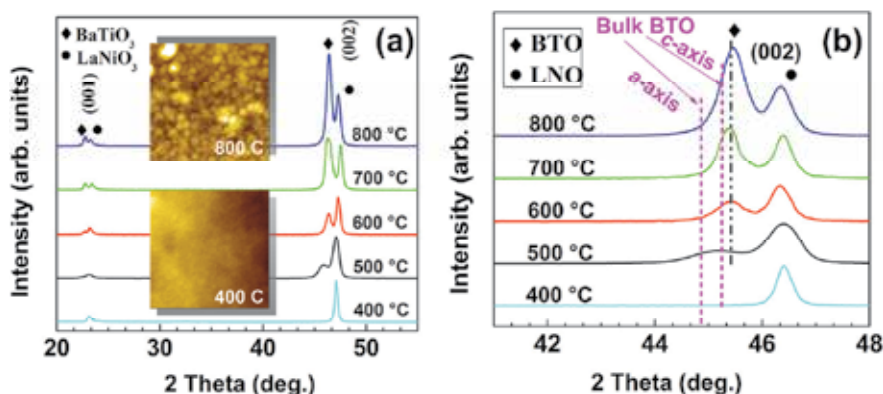 (a)
◆ BaTiO₃
● LaNiO₃
(001)
(002)
800 °C
700 °C
600 °C
500 °C
400 °C
800 C
400 C
Intensity (arb. units)
20 30 40 50
2 Theta (deg.)
(b)
◆ BTO
● LNO
Bulk BTO
c-axis
a-axis
(002)
800 °C
700 °C
600 °C
500 °C
400 °C
Intensity (arb. units)
42 44 46 48
2 Theta (deg.)